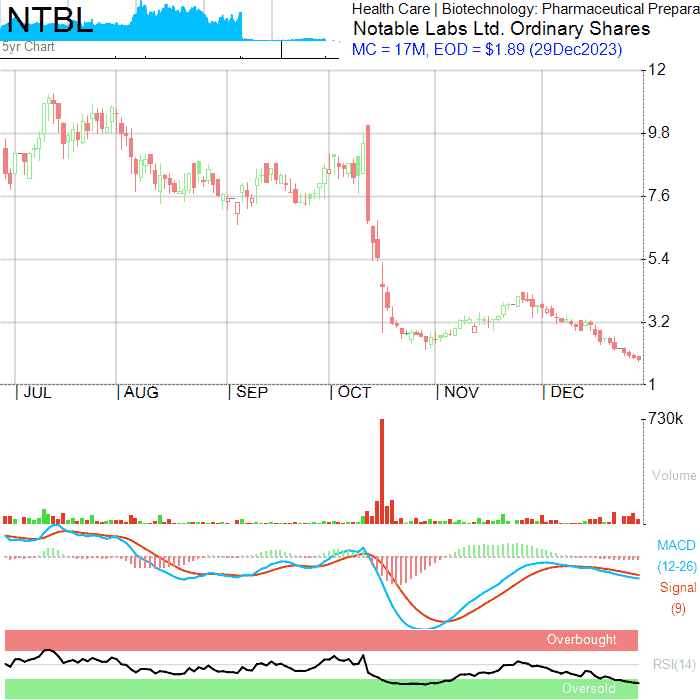 NTBL
5yr Chart
Health Care | Biotechnology: Pharmaceutical Prepara
Notable Labs Ltd. Ordinary Shares
MC = 17M, EOD = $1.89 (29Dec2023)
12
9.8
7.6
5.4
3.2
1
JUL AUG SEP OCT NOV DEC
730k
Volume
MACD
(12-26)
Signal
(9)
Overbought
RSI(14)
Oversold